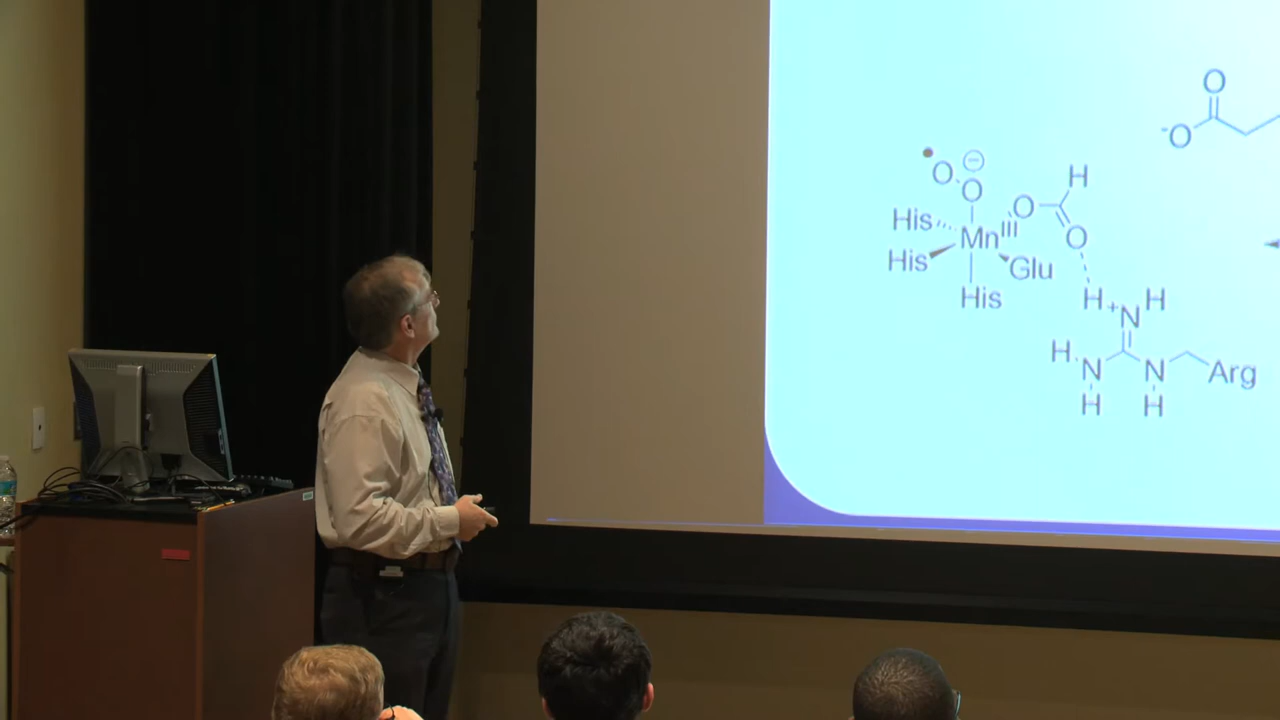 O
-O
• O O ⊖
H
His Mn III O O
His Glu
His
H + N H
H N N Arg
H H